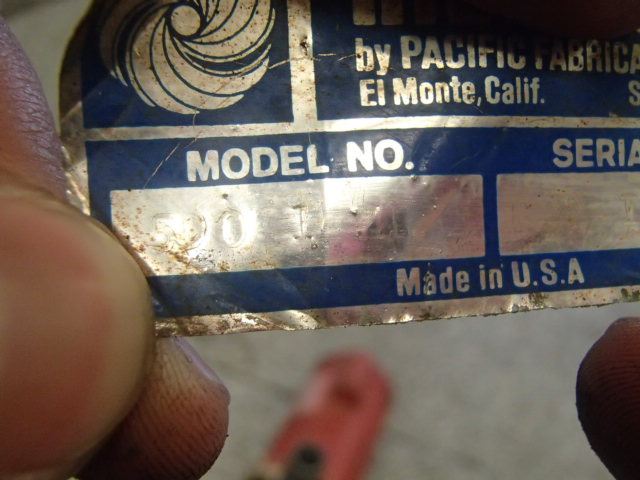 by PACIFIC FABRICA
El Monte, Calif. S
MODEL NO. SERIA
Made in U.S.A